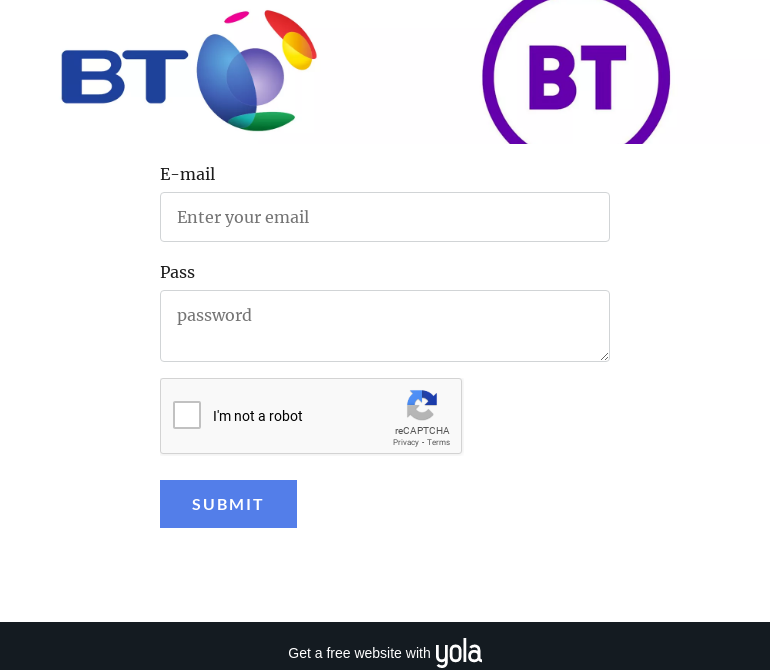 BT
BT
E-mail
Enter your email
Pass
password
I'm not a robot
reCAPTCHA
Privacy - Terms
SUBMIT
Get a free website with yola